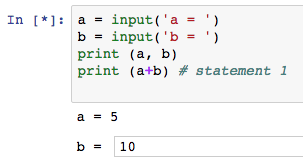 In [*]: a = input('a = ')
b = input('b = ')
print (a, b)
print (a+b) # statement 1
a = 5
b = 10